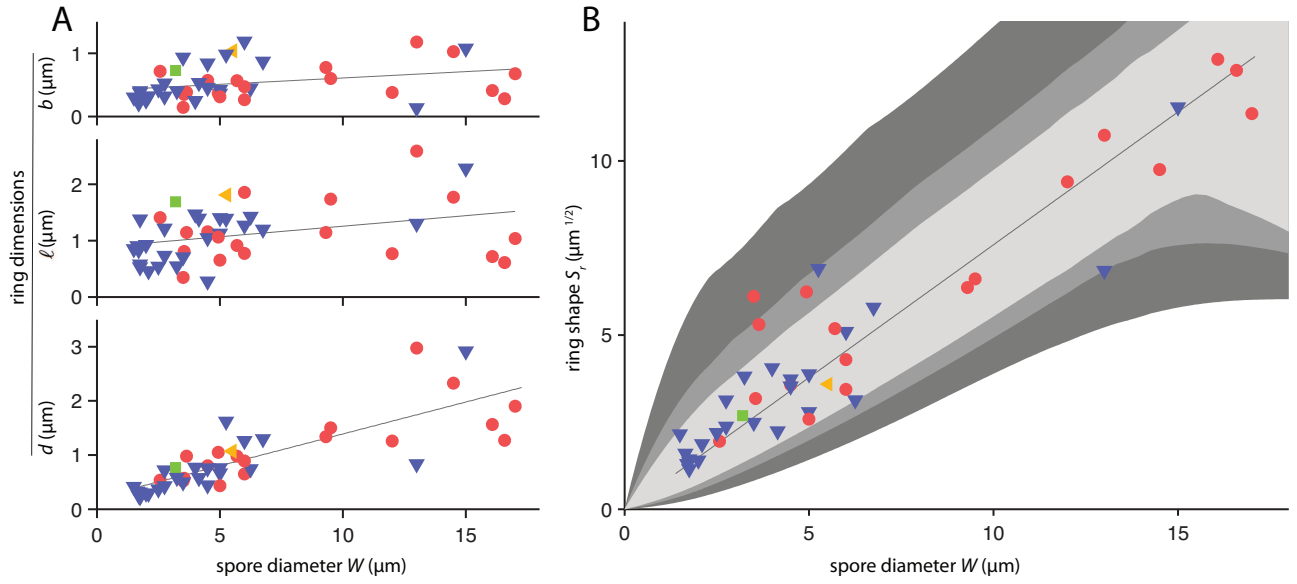 A
ring dimensions
b (μm)
1
0
ℓ (μm)
2
1
0
d (μm)
3
2
1
0
0 5 10 15
spore diameter W (μm)
B
ring shape Sr (μm 1/2)
10
5
0
0 5 10 15
spore diameter W (μm)